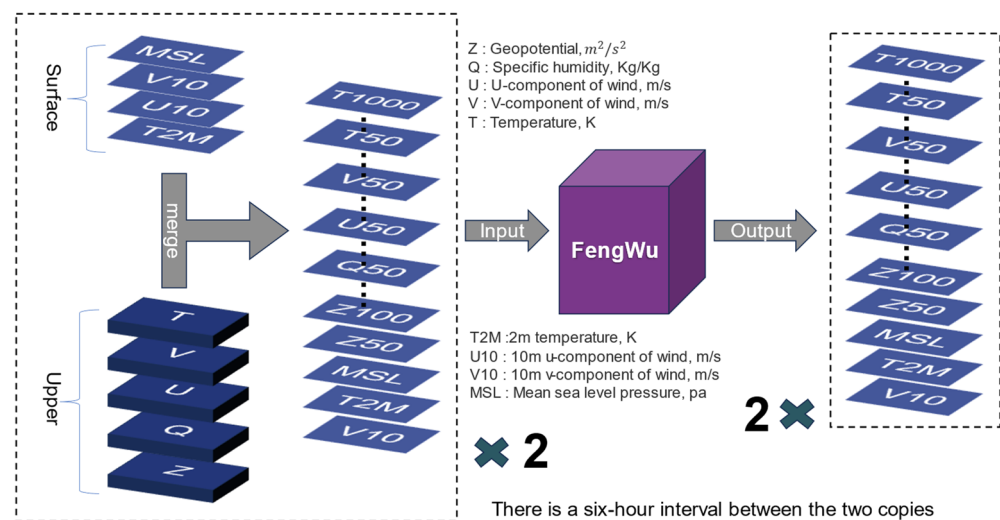 Surface
MSL
V10
U10
T2M
merge
Upper
T
V
U
Q
Z
T1000
T50
V50
U50
Q50
Z100
Z50
MSL
T2M
V10
Z : Geopotential, m²/s²
Q : Specific humidity, Kg/Kg
U : U-component of wind, m/s
V : V-component of wind, m/s
T : Temperature, K
Input
FengWu
Output
T2M :2m temperature, K
U10 : 10m u-component of wind, m/s
V10 : 10m v-component of wind, m/s
MSL : Mean sea level pressure, pa
✖ 2
2 ✖
T1000
T50
V50
U50
Q50
Z100
Z50
MSL
T2M
V10
There is a six-hour interval between the two copies